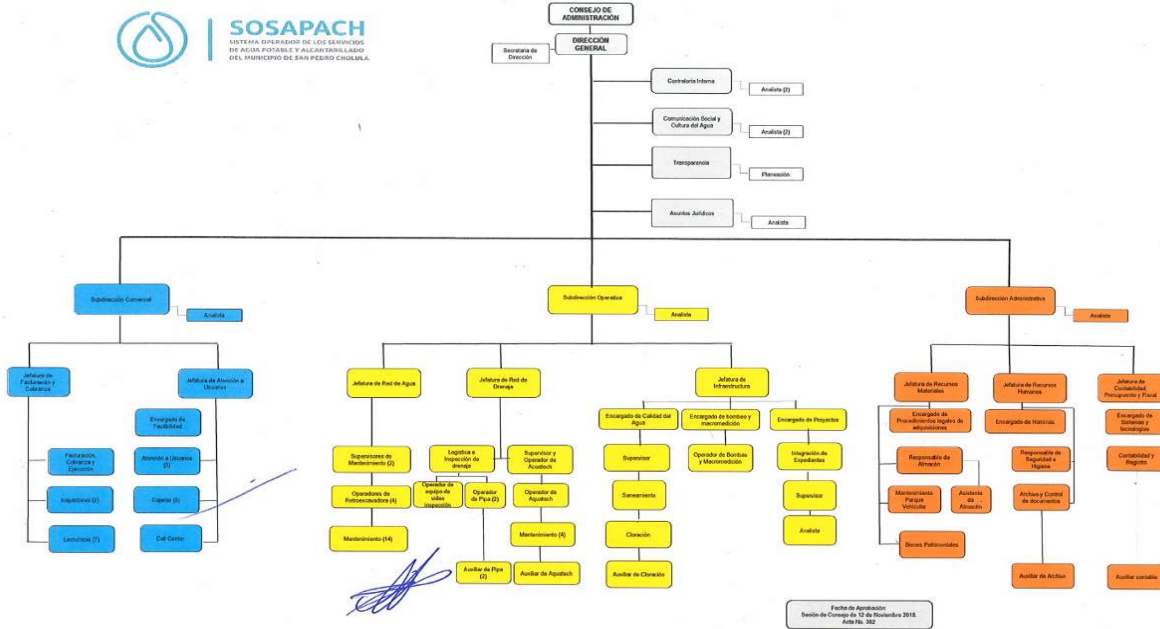 CONSEJO DE
ADMINISTRACIÓN
SOSAPACH
SISTEMA OPERADOR DE LOS SERVICIOS
DE AGUA POTABLE Y ALCANTARILLADO
DEL MUNICIPIO DE SAN PEDRO CHOLULA
DIRECCIÓN
GENERAL
Secretaria de
Dirección
Contraloría Interna
Analista (2)
Comunicación Social y
Cultura del Agua
Analista (2)
Transparencia
Planeación
Asuntos Jurídicos
Analista
Subdirección Comercial
Analista
Subdirección Operativa
Analista
Subdirección Administrativa
Analista
Jefatura de
Facturación y
Cobranza
Jefatura de Atención a
Usuarios
Encargado de
Factibilidad
Facturación,
Cobranza y
Ejecución
Atención a Usuarios
Inspectores (2)
Cajeras (5)
Lecturistas (7)
Call Center
Jefatura de Red de Agua
Jefatura de Red de
Drenaje
Jefatura de
Infraestructura
Supervisores de
Mantenimiento (2)
Operadores de
Retroexcavadora (4)
Mantenimiento (14)
Logística e
Inspección de
drenaje
Supervisor y
Operador de
Acuatech
Operador de
equipo de
video
inspección
Operador
de Pipa (2)
Operador de
Aquatech
Mantenimiento (4)
Auxiliar de Pipa
(2)
Auxiliar de Aquatech
Encargado de Calidad del
Agua
Encargado de bombeo y
macromedición
Encargado de Proyectos
Supervisor
Operador de Bombas
y Macromedición
Integración de
Expedientes
Saneamiento
Supervisor
Cloración
Analista
Auxiliar de Cloración
Jefatura de Recursos
Materiales
Jefatura de Recursos
Humanos
Jefatura de
Contabilidad,
Presupuesto y Fiscal
Encargado de
Procedimientos legales de
adquisiciones
Encargado de Nóminas
Encargado de
Sistemas y
tecnologías
Responsable de
Almacén
Responsable de
Seguridad e
Higiene
Contabilidad y
Registro
Mantenimiento
Parque
Vehicular
Asistente
de
Almacén
Archivo y Control
de documentos
Bienes Patrimoniales
Auxiliar de Archivo
Auxiliar contable
Fecha de Aprobación:
Sesión de Consejo de 12 de Noviembre 2018
Acta No. 302